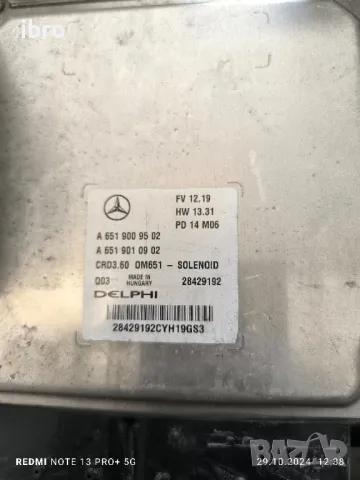 ibro
FV 12.19
HW 13.31
PD 14 M06
A 651 900 95 02
A 651 901 09 02
CRD3.60 OM651 - SOLENOID
Q03 MADE IN HUNGARY 28429192
DELPHI
28429192CYH19GS3
REDMI NOTE 13 PRO+ 5G
29.10.2024 12:38
bazar